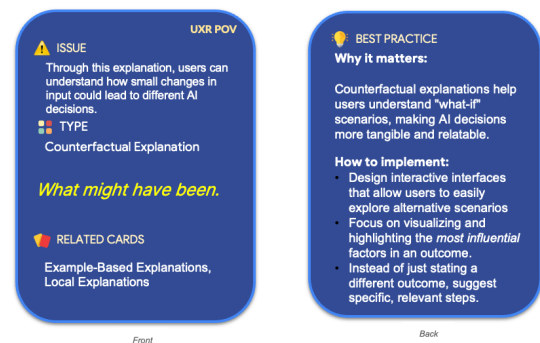 UXR POV
ISSUE
Through this explanation, users can
understand how small changes in
input could lead to different AI
decisions.
TYPE
Counterfactual Explanation
What might have been.
RELATED CARDS
Example-Based Explanations,
Local Explanations
Front
BEST PRACTICE
Why it matters:
Counterfactual explanations help
users understand "what-if"
scenarios, making AI decisions
more tangible and relatable.
How to implement:
• Design interactive interfaces
that allow users to easily
explore alternative scenarios
• Focus on visualizing and
highlighting the most influential
factors in an outcome.
• Instead of just stating a
different outcome, suggest
specific, relevant steps.
Back